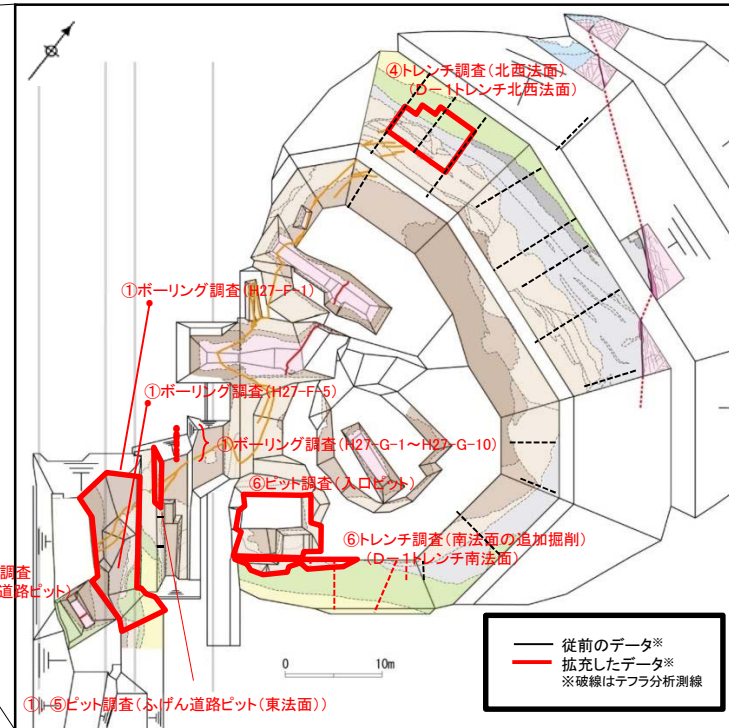 ④トレンチ調査(北西法面)
(D-1トレンチ北西法面)
①ボーリング調査(H27-F-1)
①ボーリング調査(H27-F-5)
①ボーリング調査(H27-G-1~H27-G-10)
⑥ピット調査(入口ピット)
⑥トレンチ調査(南法面の追加掘削)
(D-1トレンチ南法面)
調査
道路ピット)
①~⑤ピット調査(ふげん道路ピット(東法面))
0 10m
従前のデータ※
拡充したデータ※
※破線はテフラ分析測線